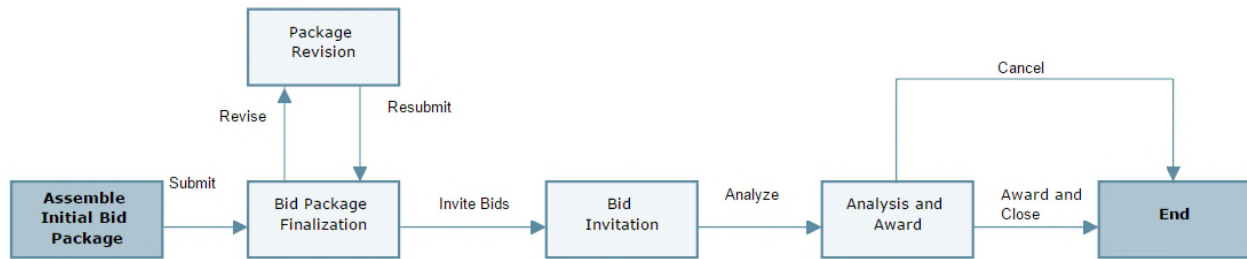 Package
Revision
Cancel
Revise
Resubmit
Submit
Assemble
Initial Bid
Package
Bid Package
Finalization
Invite Bids
Bid
Invitation
Analyze
Analysis and
Award
Award and
Close
End